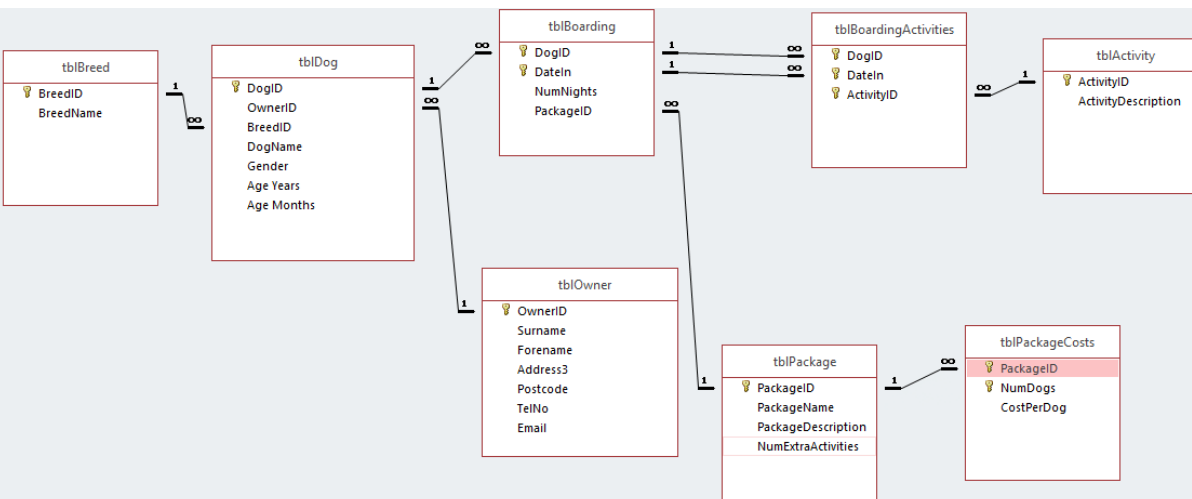 tblBreed
BreedID
BreedName
1
∞
tblDog
DogID
OwnerID
BreedID
DogName
Gender
Age Years
Age Months
1
∞
∞
1
tblBoarding
DogID
DateIn
NumNights
PackageID
1
∞
1
∞
∞
1
tblBoardingActivities
DogID
DateIn
ActivityID
∞
1
tblActivity
ActivityID
ActivityDescription
tblOwner
OwnerID
Surname
Forename
Address3
Postcode
TelNo
Email
tblPackage
PackageID
PackageName
PackageDescription
NumExtraActivities
1
∞
tblPackageCosts
PackageID
NumDogs
CostPerDog